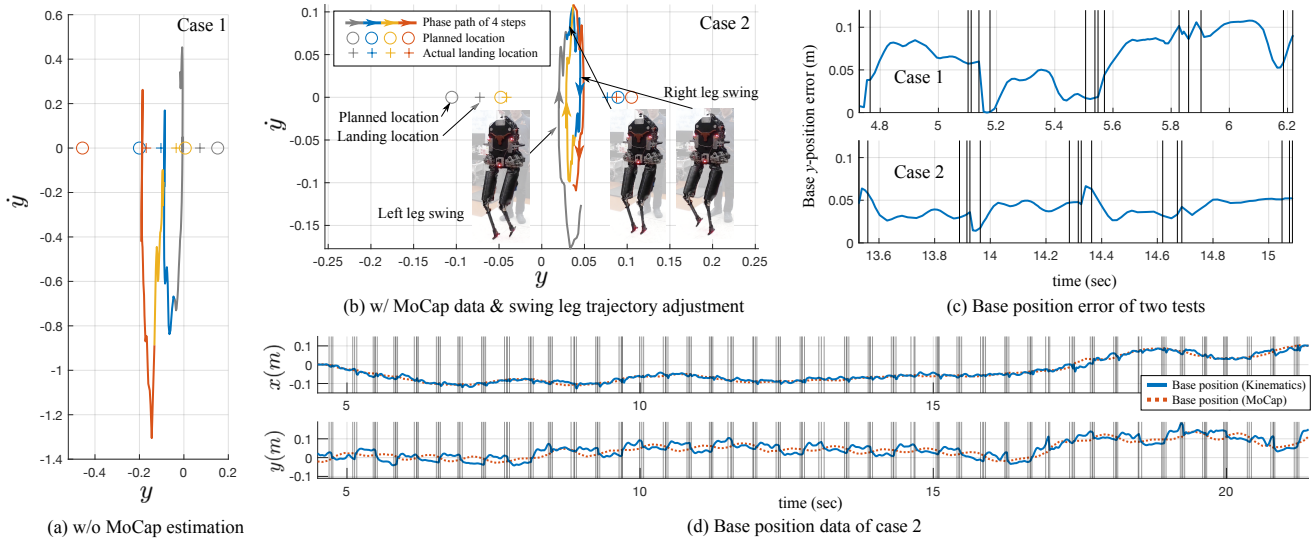 Case 1
ẏ
0.6
0.4
0.2
0
-0.2
-0.4
-0.6
-0.8
-1
-1.2
-1.4
-0.4
-0.2
0
0.2
y
(a) w/o MoCap estimation
Case 2
Phase path of 4 steps
Planned location
Actual landing location
ẏ
0.1
0.05
0
-0.05
-0.1
-0.15
Planned location
Landing location
Right leg swing
Left leg swing
-0.25
-0.2
-0.15
-0.1
-0.05
0
0.05
0.1
0.15
0.2
0.25
y
(b) w/ MoCap data & swing leg trajectory adjustment
Base y-position error (m)
0.1
0.05
0
Case 1
4.8
5
5.2
5.4
5.6
5.8
6
6.2
0.1
0.05
0
Case 2
13.6
13.8
14
14.2
14.4
14.6
14.8
15
time (sec)
(c) Base position error of two tests
x(m)
0.1
0
-0.1
5
10
15
20
Base position (Kinematics)
Base position (MoCap)
y(m)
0.1
0
-0.1
5
10
15
20
time (sec)
(d) Base position data of case 2